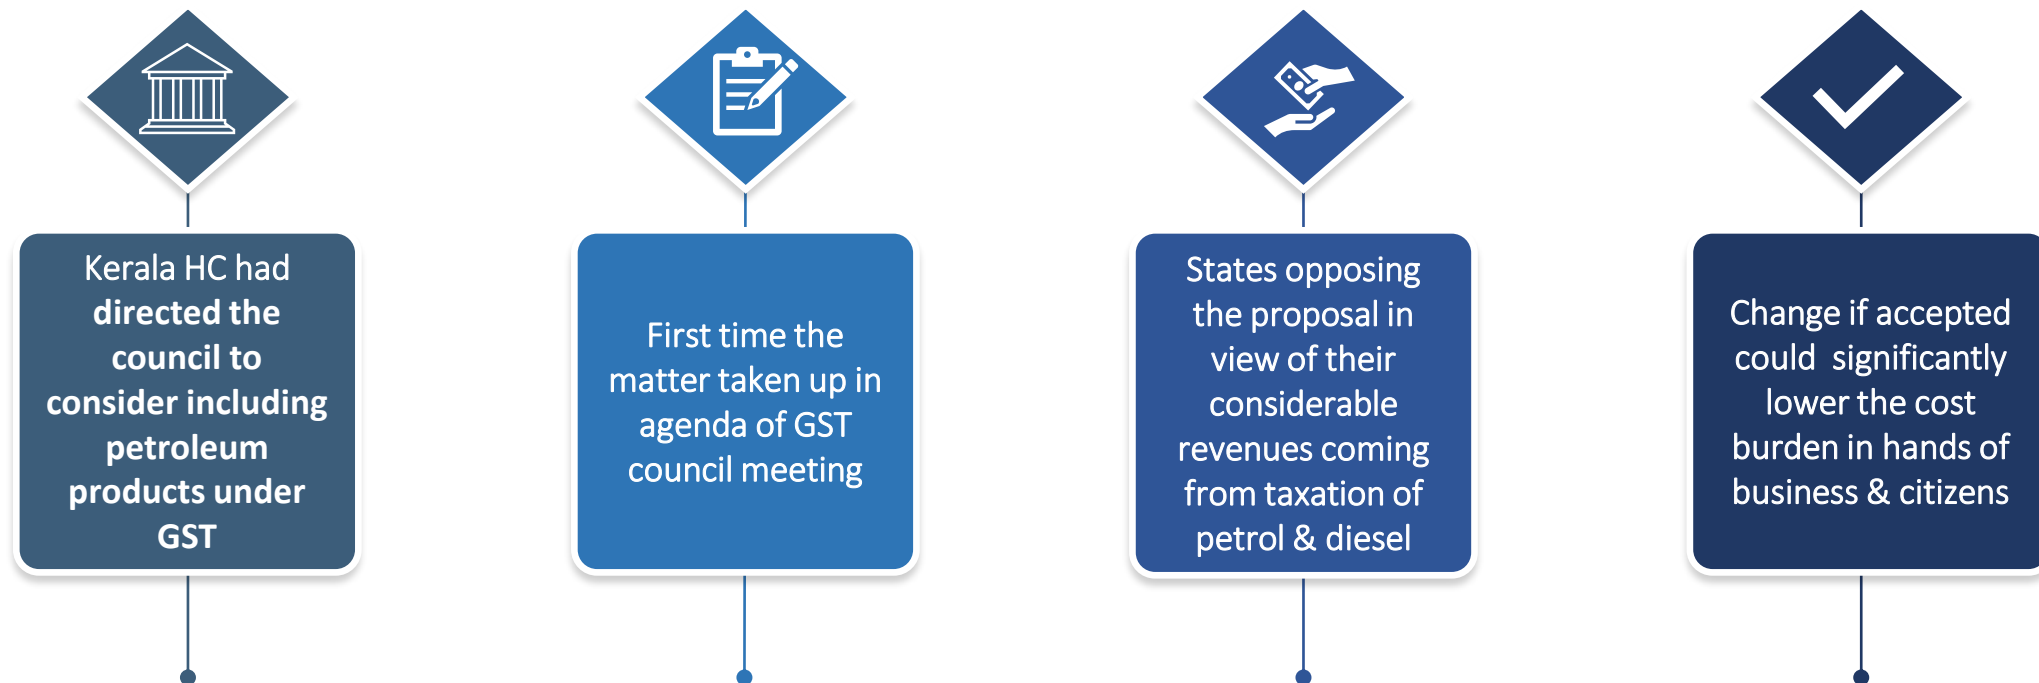 Kerala HC had
directed the
council to
consider including
petroleum
products under
GST
First time the
matter taken up in
agenda of GST
council meeting
States opposing
the proposal in
view of their
considerable
revenues coming
from taxation of
petrol & diesel
Change if accepted
could  significantly
lower the cost
burden in hands of
business & citizens